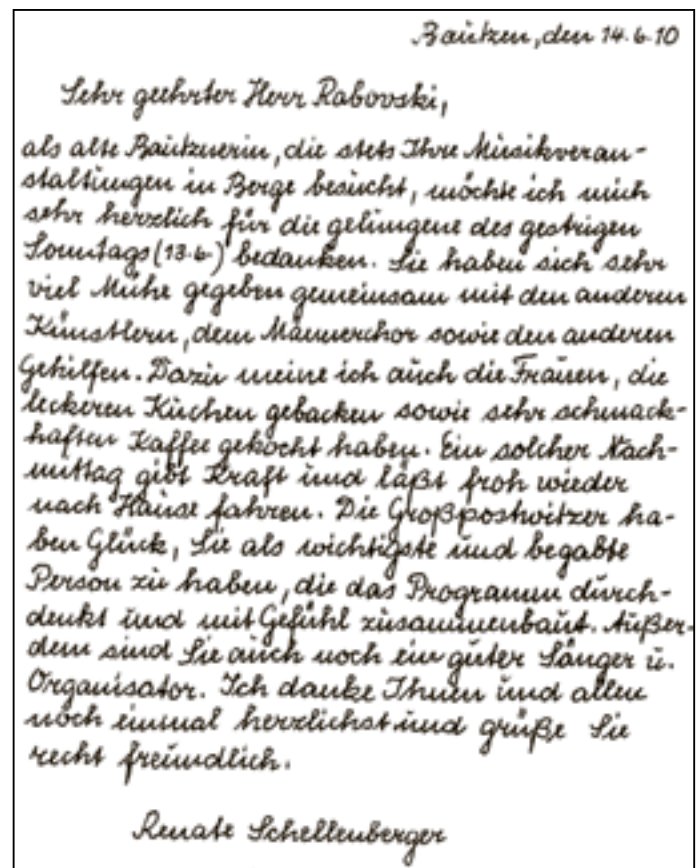 Bautzen, den 14.6.10
Sehr geehrter Herr Rabovski,
als alte Bautznerin, die stets Ihre Musikveran-
staltungen in Berge besucht, möchte ich mich
sehr herzlich für die gelungene des gestrigen
Sonntags (13.6.) bedanken. Sie haben sich sehr
viel Mühe gegeben gemeinsam mit den anderen
Künstlern, dem Männerchor sowie den anderen
Gehilfen. Dazu meine ich auch die Frauen, die
leckeren Kuchen gebacken sowie sehr schmack-
haften Kaffee gekocht haben. Ein solcher Nach-
mittag gibt Kraft und läßt froh wieder
nach Hause fahren. Die Großpostwitzer ha-
ben Glück, Sie als wichtigste und begabte
Person zu haben, die das Programm durch-
denkt und mit Gefühl zusammenbaut. Außer-
dem sind Sie auch noch ein guter Sänger u.
Organisator. Ich danke Ihnen und allen
noch einmal herzlichst und grüße Sie
recht freundlich.
Renate Schellenberger